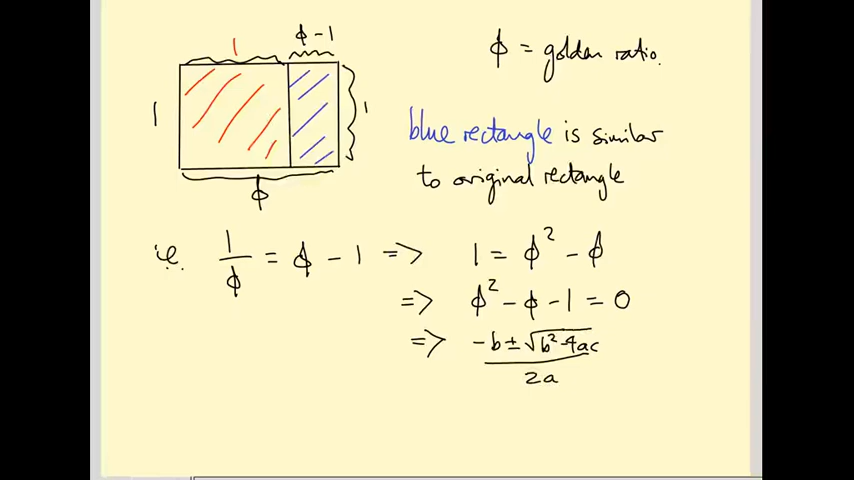 1
ϕ - 1
1
1
ϕ
ϕ = golden ratio.
blue rectangle is similar
to original rectangle
i.e. 1/ϕ = ϕ - 1 => 1 = ϕ² - ϕ
=> ϕ² - ϕ - 1 = 0
=> (-b ± √(b² - 4ac))/2a